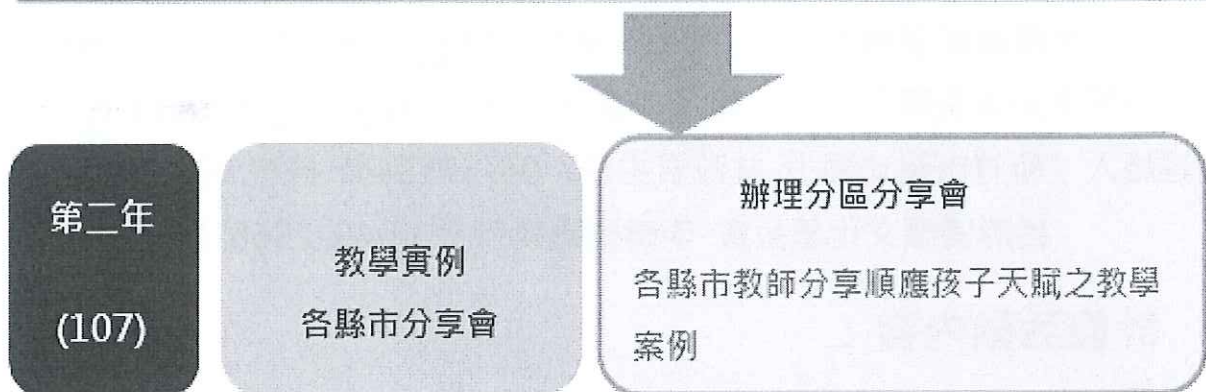 第二年
(107)
教學實例
各縣市分享會
辦理分區分享會
各縣市教師分享順應孩子天賦之教學
案例